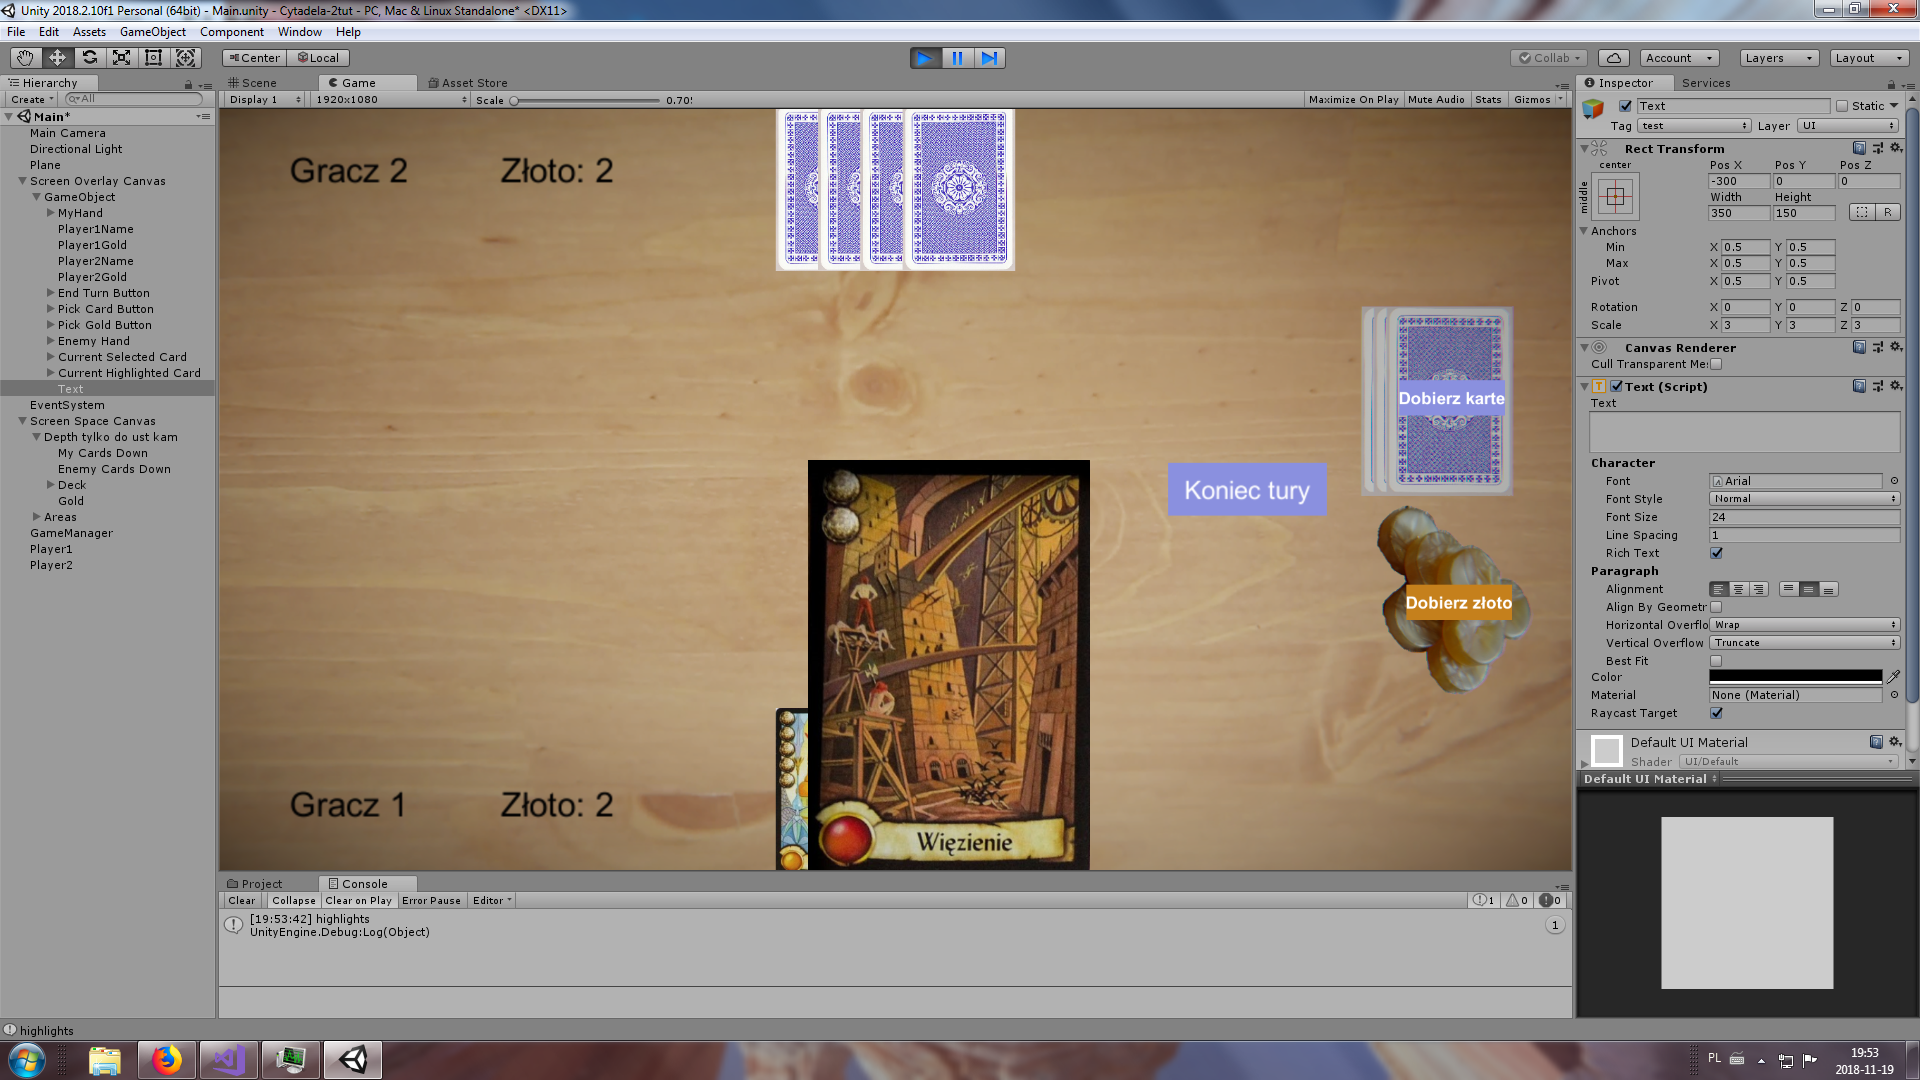 Unity 2018.2.10f1 Personal (64bit) - Main.unity - Cytadela-2tut - PC, Mac & Linux Standalone* <DX11>
File Edit Assets GameObject Component Window Help
Center Local
Collab Account Layers Layout
Hierarchy
Create All
Main*
Main Camera
Directional Light
Plane
Screen Overlay Canvas
GameObject
MyHand
Player1Name
Player1Gold
Player2Name
Player2Gold
End Turn Button
Pick Card Button
Pick Gold Button
Enemy Hand
Current Selected Card
Current Highlighted Card
Text
EventSystem
Screen Space Canvas
Depth tylko do ust kam
My Cards Down
Enemy Cards Down
Deck
Gold
Areas
GameManager
Player1
Player2
Scene Game Asset Store
Display 1 1920x1080 Scale 0.70 Maximize On Play Mute Audio Stats Gizmos
Gracz 2 Złoto: 2
Dobierz karte
Koniec tury
Dobierz złoto
Gracz 1 Złoto: 2
Więzienie
Project Console
Clear Collapse Clear on Play Error Pause Editor 1 0 0
[19:53:42] highlights
UnityEngine.Debug:Log(Object)
1
Inspector Services
Text Static
Tag test Layer UI
Rect Transform
center Pos X Pos Y Pos Z
middle -300 0 0
Width Height
350 150 R
Anchors
Min X 0.5 Y 0.5
Max X 0.5 Y 0.5
Pivot X 0.5 Y 0.5
Rotation X 0 Y 0 Z 0
Scale X 3 Y 3 Z 3
Canvas Renderer
Cull Transparent Me
Text (Script)
Text
Character
Font Arial
Font Style Normal
Font Size 24
Line Spacing 1
Rich Text
Paragraph
Alignment
Align By Geometr
Horizontal Overflo Wrap
Vertical Overflow Truncate
Best Fit
Color
Material None (Material)
Raycast Target
Default UI Material
Shader UI/Default
Default UI Material
highlights
PL
19:53
2018-11-19